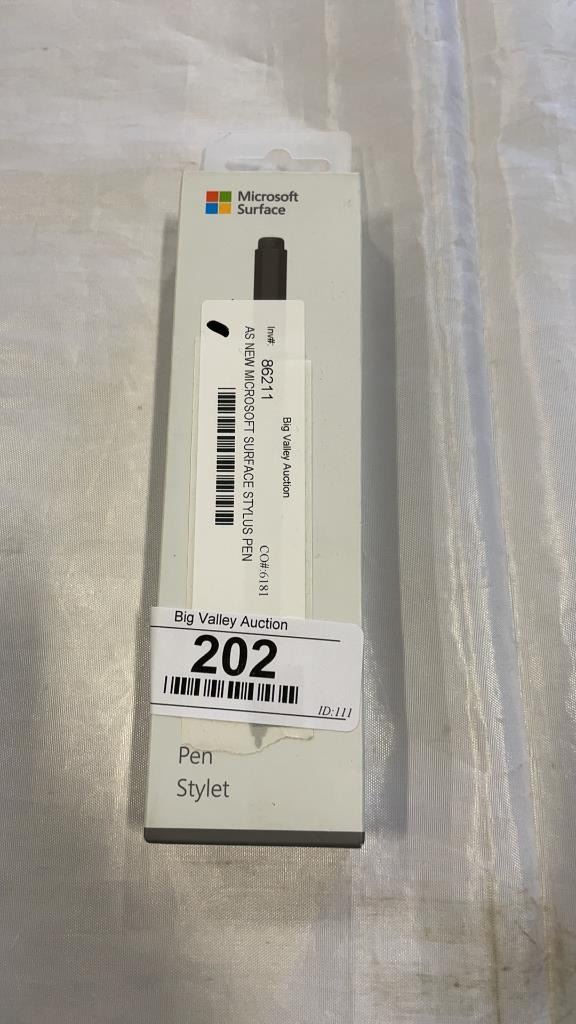 Microsoft
Surface
Big Valley Auction
Inv#: 86211
CO#:6181
AS NEW MICROSOFT SURFACE STYLUS PEN
Big Valley Auction
202
ID:111
Pen
Stylet